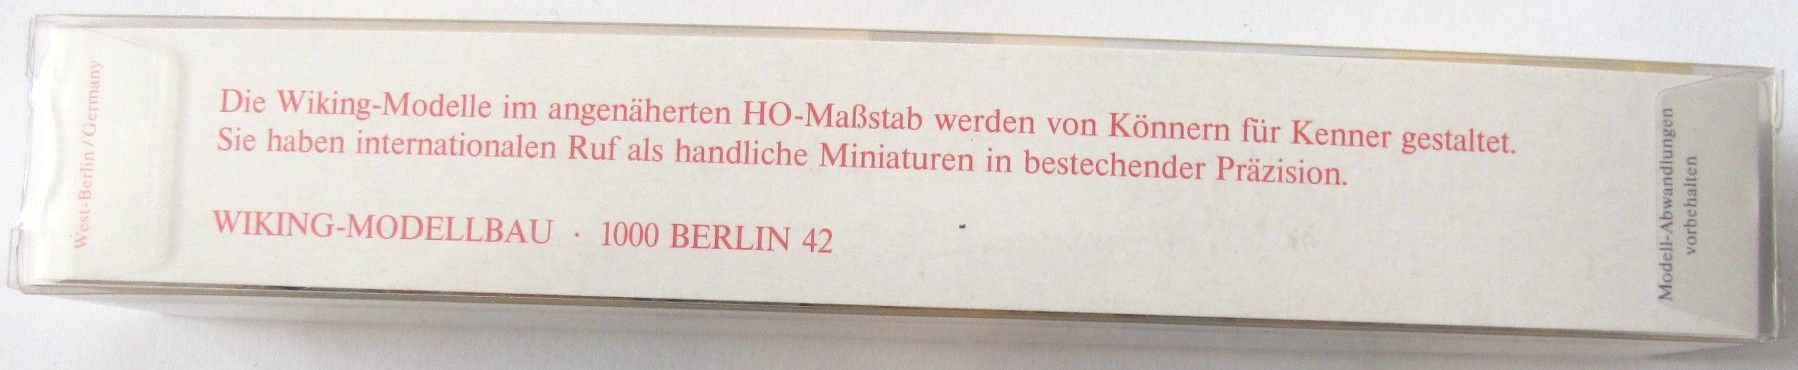 West-Berlin / Germany
Die Wiking-Modelle im angenäherten HO-Maßstab werden von Könnern für Kenner gestaltet.
Sie haben internationalen Ruf als handliche Miniaturen in bestechender Präzision.
WIKING-MODELLBAU · 1000 BERLIN 42
Modell-Abwandlungen
vorbehalten